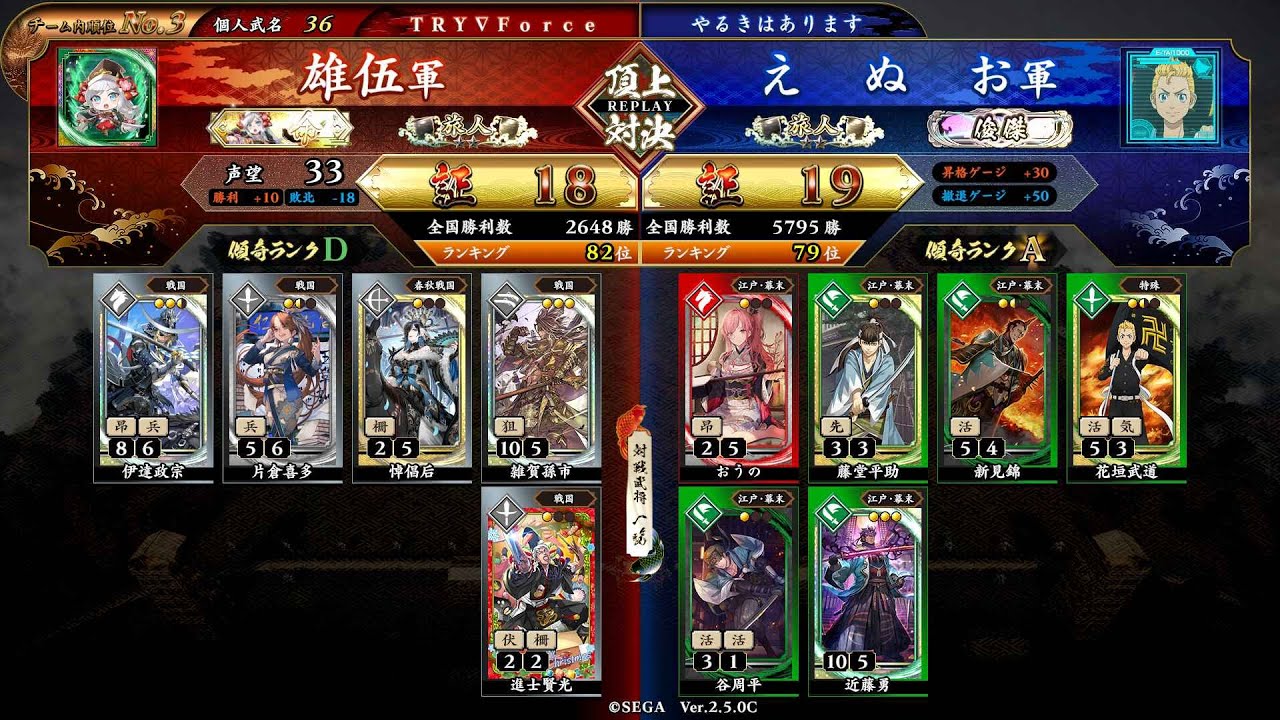 チーム内順位 No.3 個人武名 36 TRY∇Force やるきはあります
雄伍軍 頂上 REPLAY 対決 えぬお軍
旅人 旅人 俊傑
声望 33 証 18 証 19 昇格ゲージ +30
勝利 +10 敗北 -18 撤退ゲージ +50
全国勝利数 2648勝 全国勝利数 5795勝
傾奇ランクD ランキング 82位 ランキング 79位 傾奇ランクA
戦国 戦国 春秋戦国 戦国 江戸・幕末 江戸・幕末 江戸・幕末 特殊
昂 兵 兵 柵 狙 昂 先 活 活 気
8 6 5 6 2 5 10 5 2 5 3 3 5 4 5 3
伊達政宗 片倉喜多 悼倡后 雑賀孫市 おうの 藤堂平助 新見錦 花垣武道
対戦武将一覧
戦国 江戸・幕末 江戸・幕末
伏 柵 活 活
2 2 3 1 10 5
進士賢光 谷周平 近藤勇
©SEGA Ver.2.5.0C